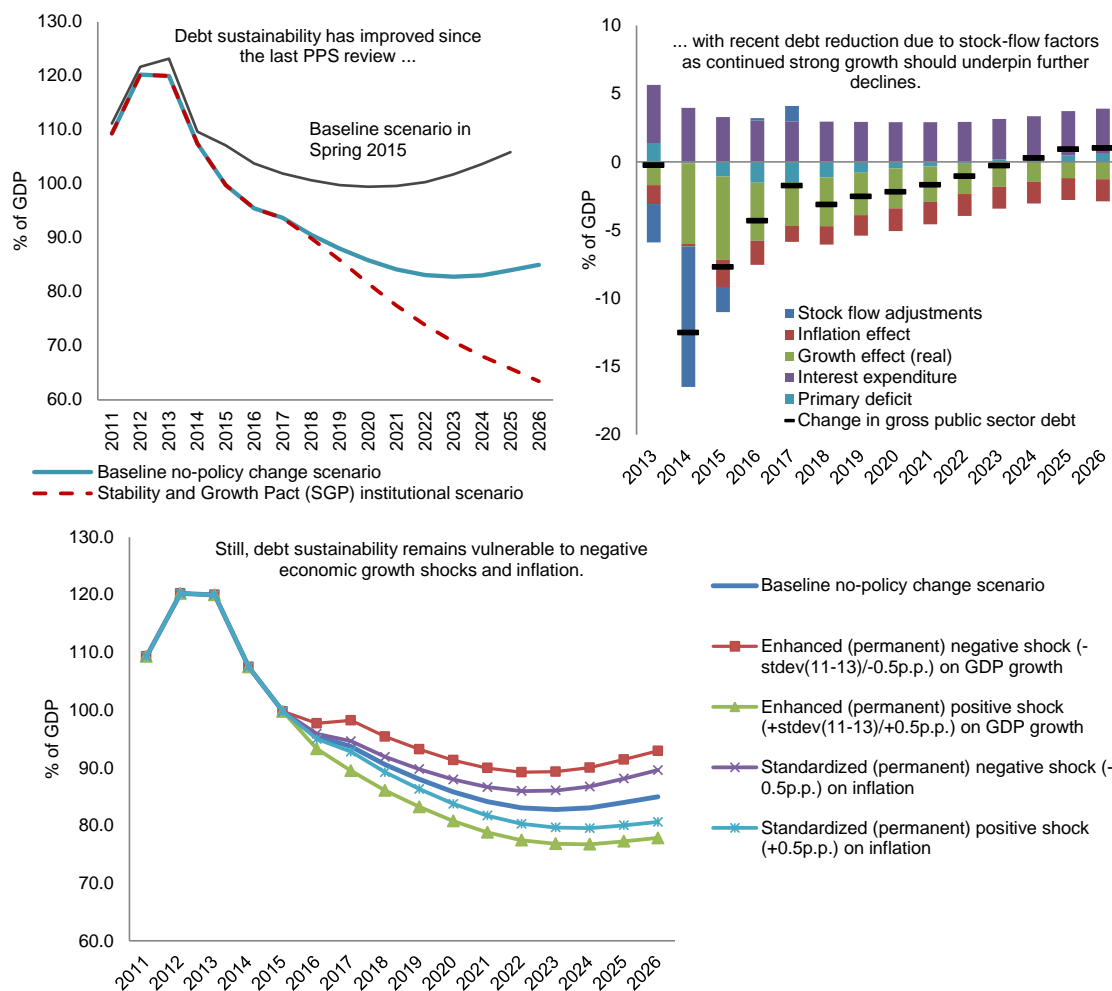 Debt sustainability has improved since
the last PPS review ...
Baseline scenario in
Spring 2015
% of GDP
130.0
120.0
110.0
100.0
90.0
80.0
70.0
60.0
2011
2012
2013
2014
2015
2016
2017
2018
2019
2020
2021
2022
2023
2024
2025
2026
Baseline no-policy change scenario
Stability and Growth Pact (SGP) institutional scenario
... with recent debt reduction due to stock-flow factors
as continued strong growth should underpin further
declines.
% of GDP
10
5
0
-5
-10
-15
-20
Stock flow adjustments
Inflation effect
Growth effect (real)
Interest expenditure
Primary deficit
Change in gross public sector debt
2013
2014
2015
2016
2017
2018
2019
2020
2021
2022
2023
2024
2025
2026
Still, debt sustainability remains vulnerable to negative
economic growth shocks and inflation.
% of GDP
130.0
120.0
110.0
100.0
90.0
80.0
70.0
60.0
2011
2012
2013
2014
2015
2016
2017
2018
2019
2020
2021
2022
2023
2024
2025
2026
Baseline no-policy change scenario
Enhanced (permanent) negative shock (-
stdev(11-13)/-0.5p.p.) on GDP growth
Enhanced (permanent) positive shock
(+stdev(11-13)/+0.5p.p.) on GDP growth
Standardized (permanent) negative shock (-
0.5p.p.) on inflation
Standardized (permanent) positive shock
(+0.5p.p.) on inflation